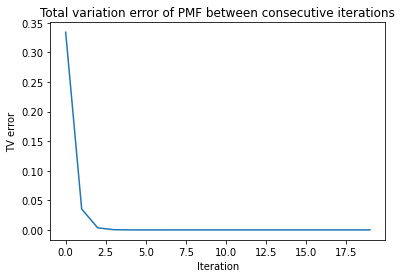 Total variation error of PMF between consecutive iterations
0.35
0.30
0.25
0.20
0.15
0.10
0.05
0.00
TV error
0.0 2.5 5.0 7.5 10.0 12.5 15.0 17.5
Iteration